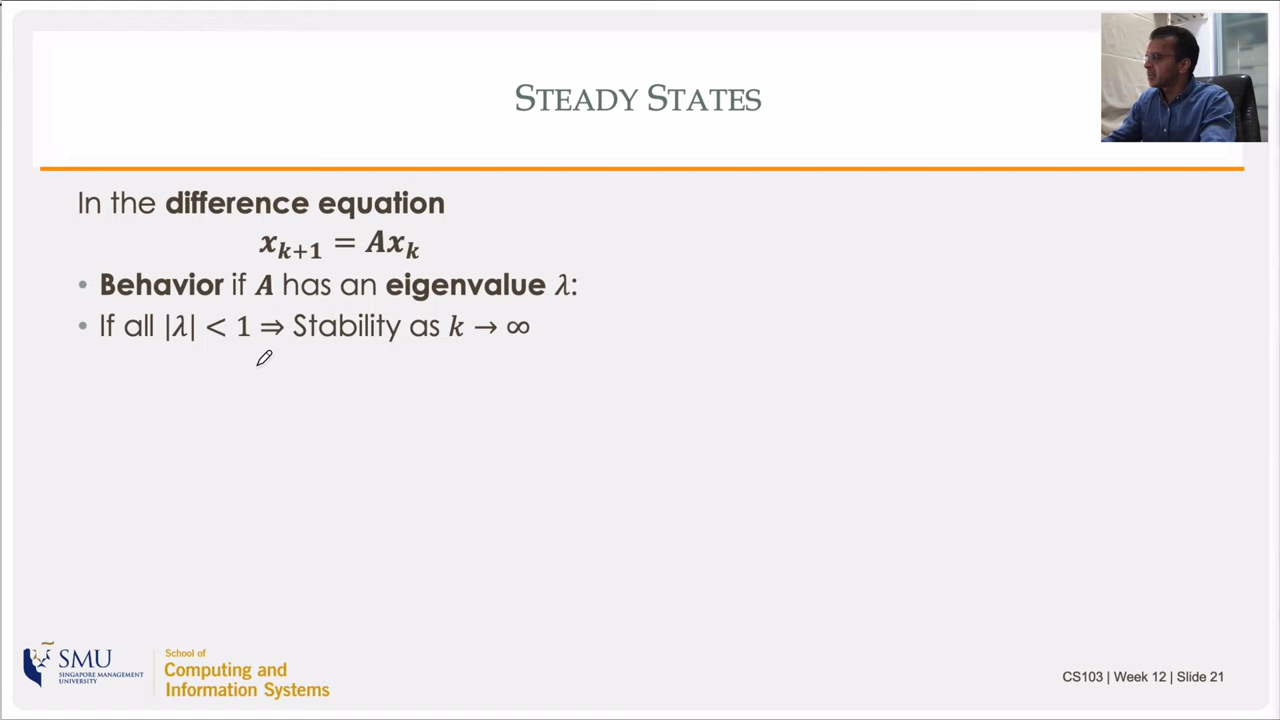 STEADY STATES
In the difference equation
x_{k+1} = Ax_k
• Behavior if A has an eigenvalue λ:
• If all |λ| < 1 ⇒ Stability as k → ∞
SMU
SINGAPORE MANAGEMENT
UNIVERSITY
School of
Computing and
Information Systems
CS103 | Week 12 | Slide 21